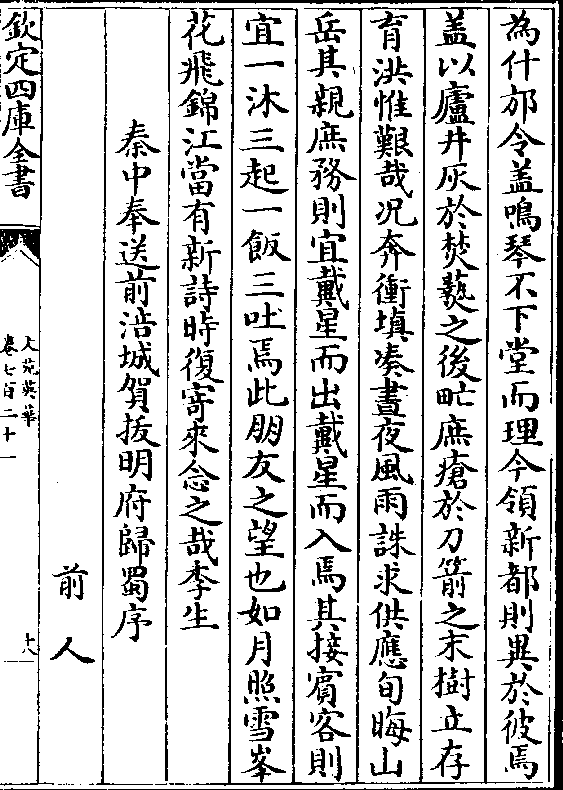 為什邡令盖鳴琴不下堂而理今領新都則異於彼焉
盖以廬井灰於焚爇之後甿庶瘡於刀箭之末樹立存
育洪惟艱哉况奔衝填湊晝夜風雨誅求供應旬晦山
岳其親庶務則宜戴星而出戴星而入焉其接賓客則
宜一沐三起一飯三吐焉此朋友之望也如月照雪峯
花飛錦江當有新詩時復寄來念之哉李生
秦中奉送前涪城賀拔明府歸蜀序
前人
欽定四庫全書
文苑英華
卷七百二十
十八